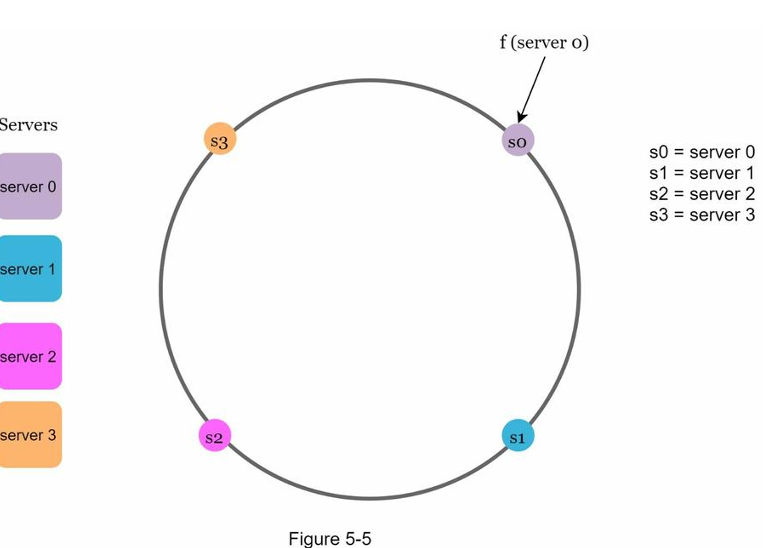 f (server 0)
Servers
server 0
server 1
server 2
server 3
s3
s0
s2
s1
s0 = server 0
s1 = server 1
s2 = server 2
s3 = server 3
Figure 5-5